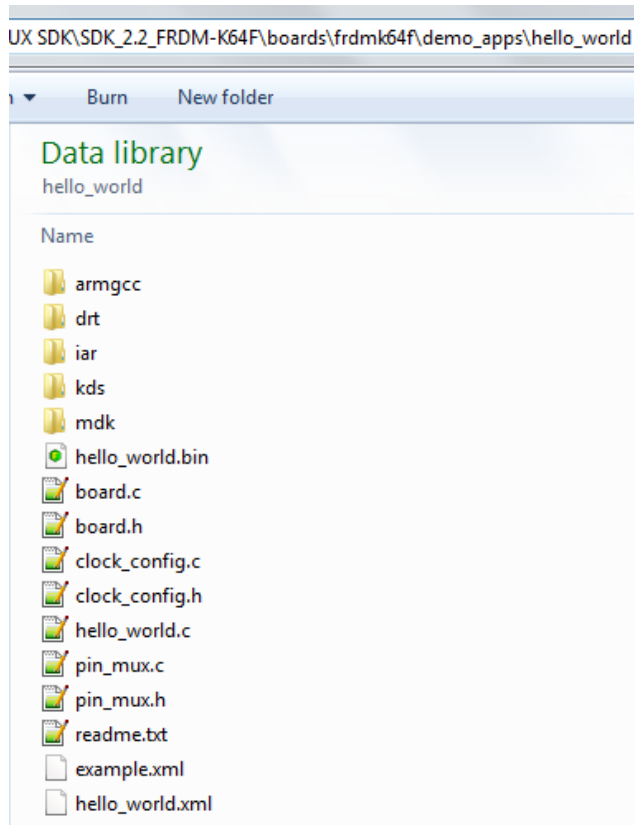 UX SDK\SDK_2.2_FRDM-K64F\boards\frdmk64f\demo_apps\hello_world
Burn New folder
Data library
hello_world
Name
armgcc
drt
iar
kds
mdk
hello_world.bin
board.c
board.h
clock_config.c
clock_config.h
hello_world.c
pin_mux.c
pin_mux.h
readme.txt
example.xml
hello_world.xml